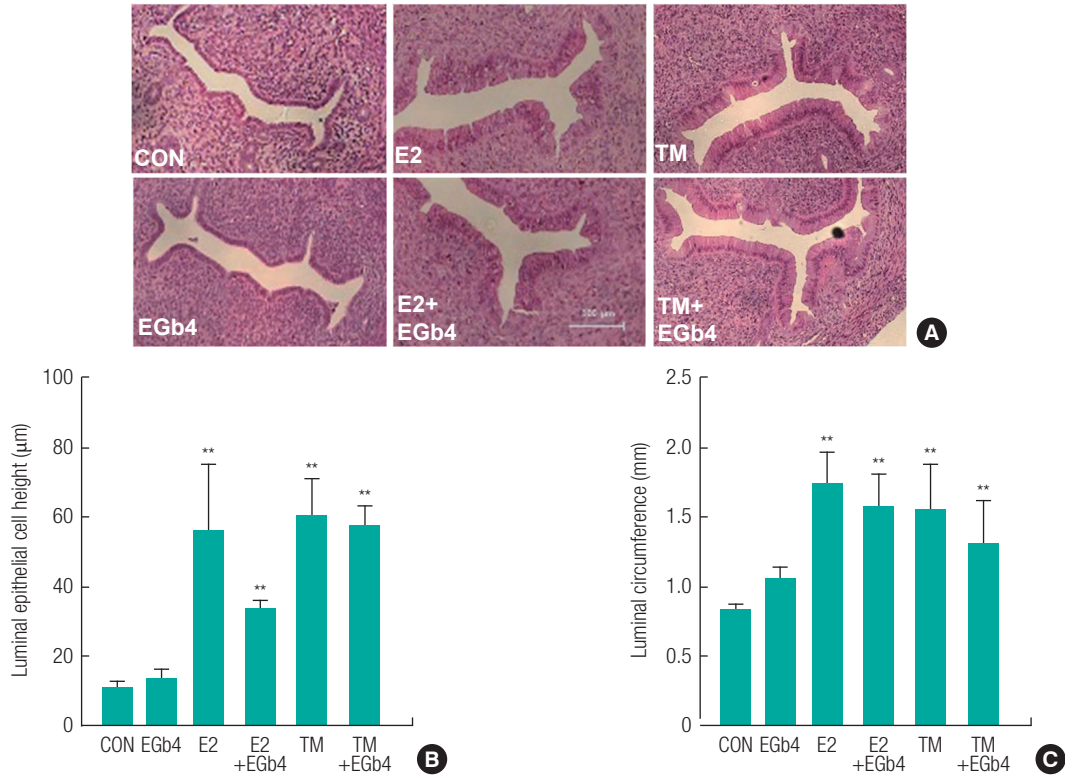 CON
E2
TM
EGb4
E2+
EGb4
100 µm
TM+
EGb4
A
Luminal epithelial cell height (µm)
100
80
60
40
20
0
**
**
**
**
CON EGb4 E2 E2 TM TM
+EGb4 +EGb4
B
Luminal circumference (mm)
2.5
2.0
1.5
1.0
0.5
0
**
**
**
**
CON EGb4 E2 E2 TM TM
+EGb4 +EGb4
C